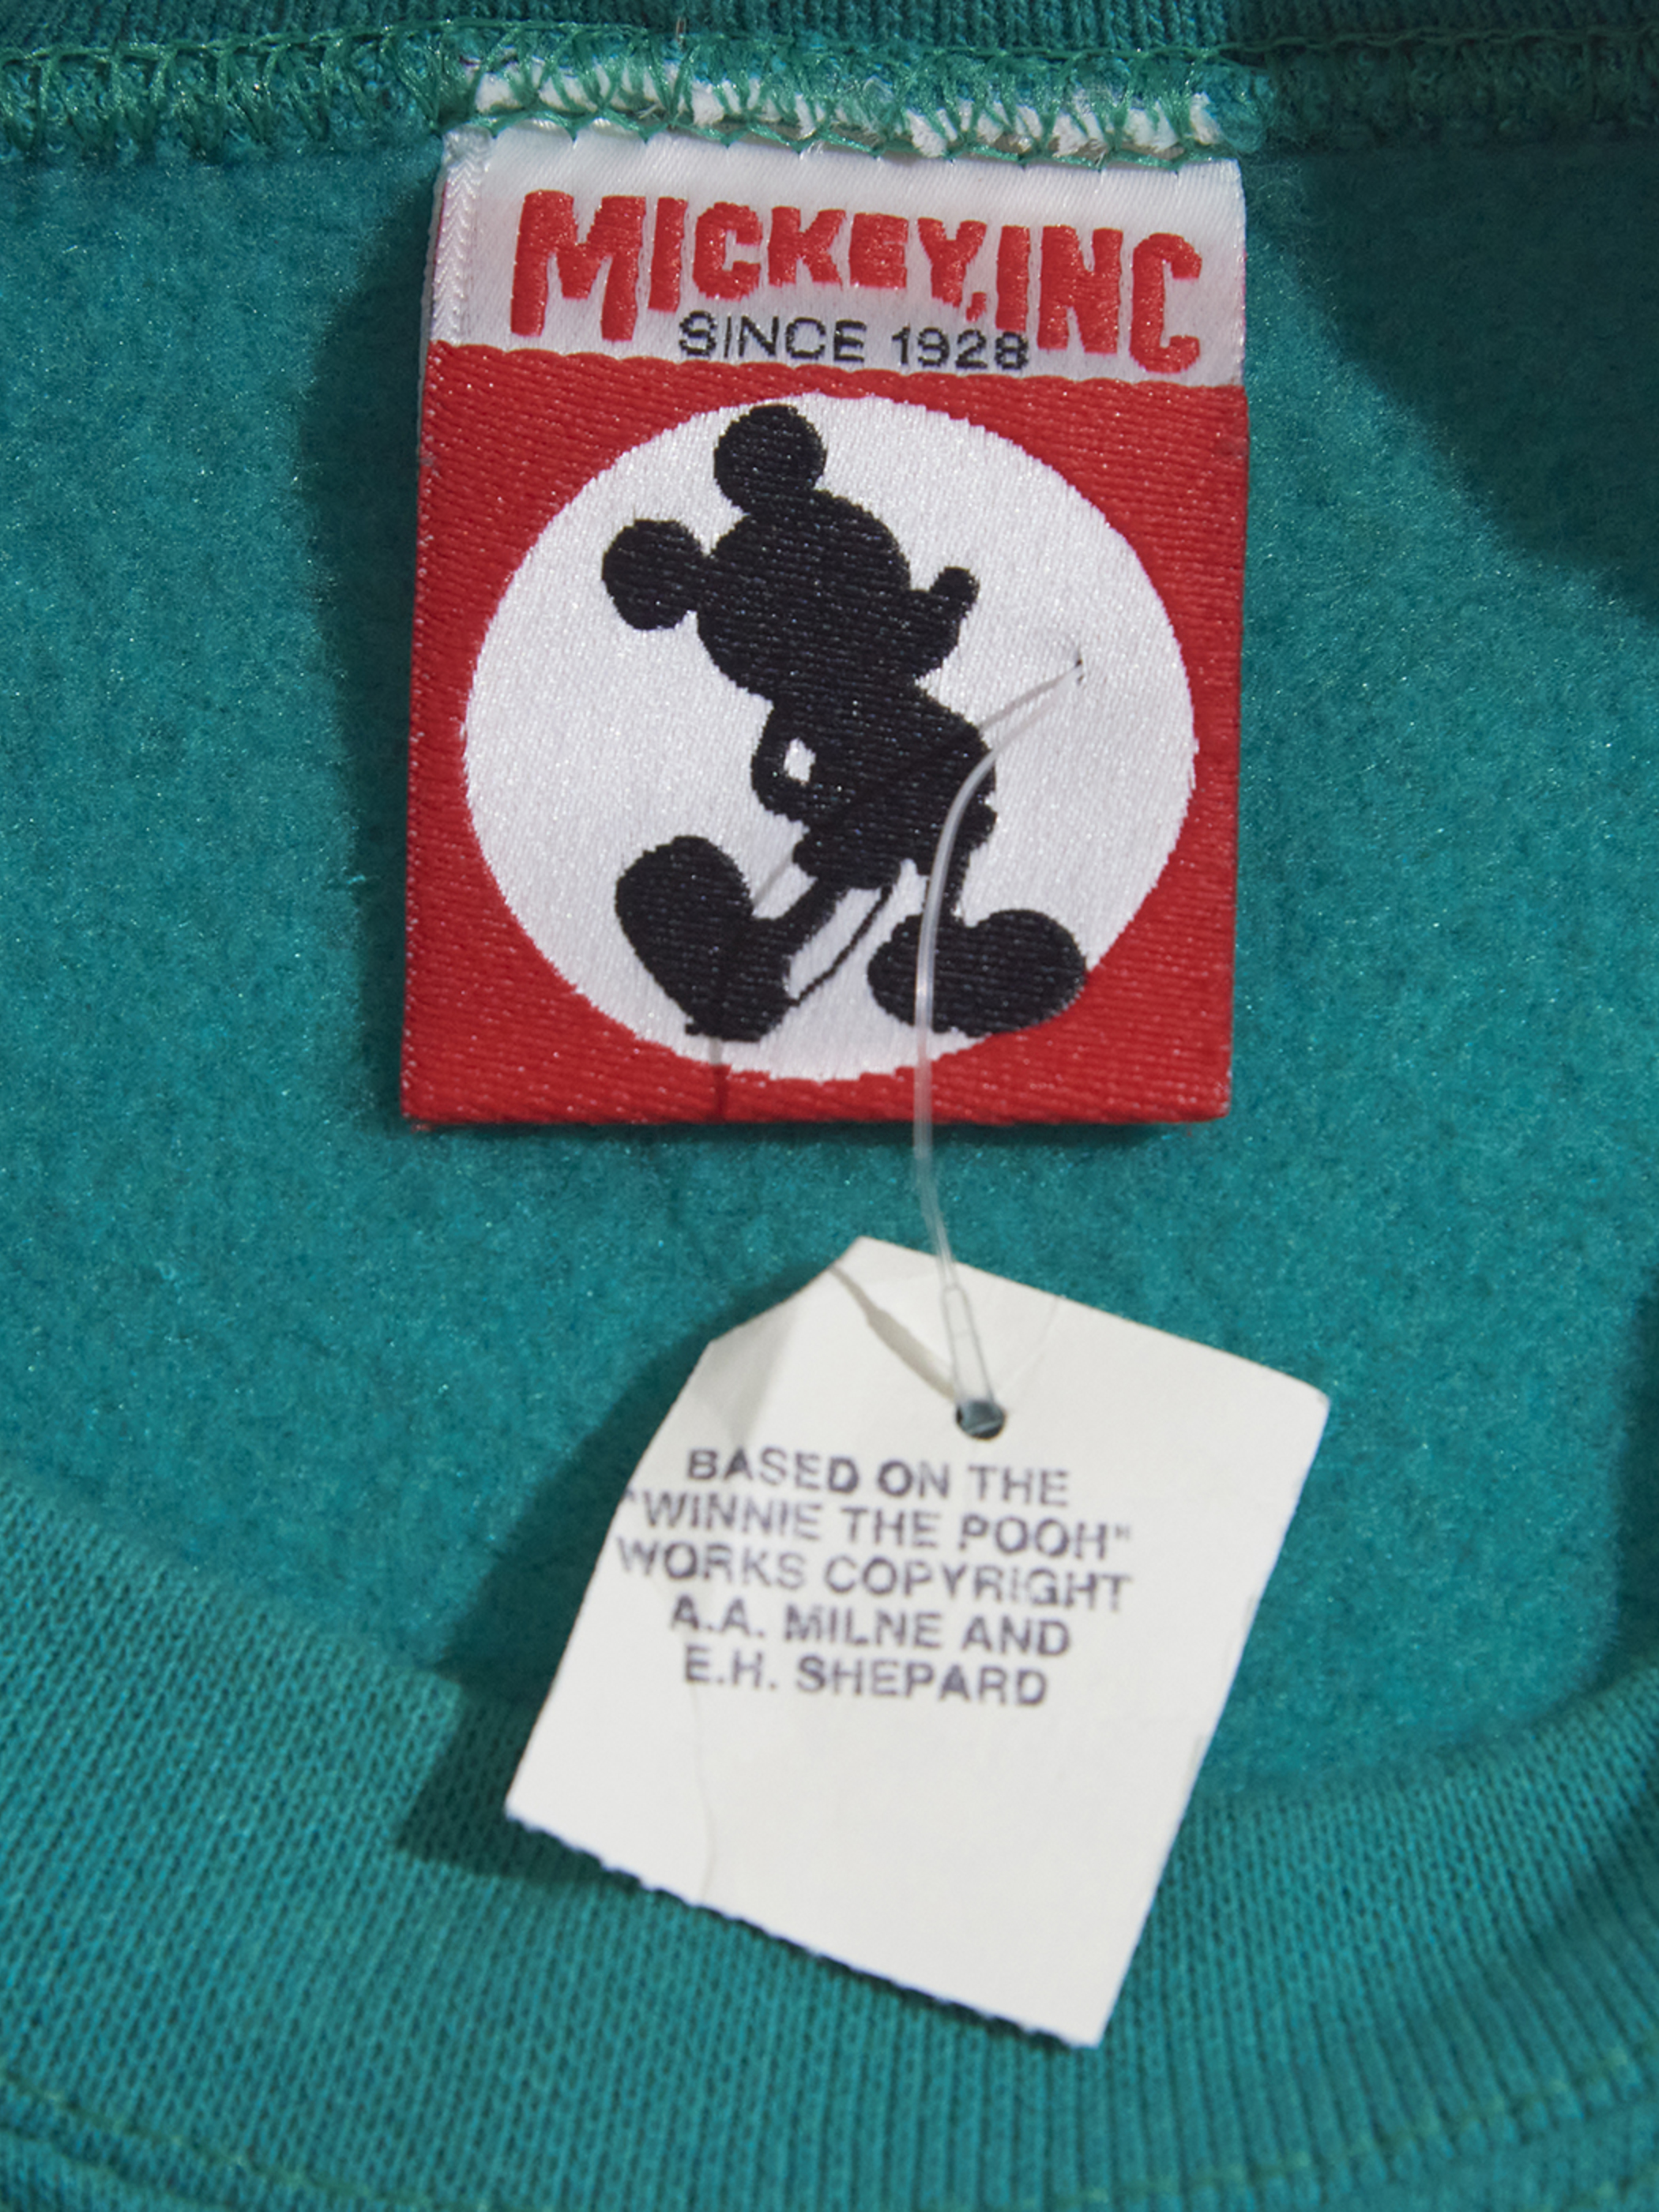 MICKEY, INC
SINCE 1928
BASED ON THE
"WINNIE THE POOH"
WORKS COPYRIGHT
A.A. MILNE AND
E.H. SHEPARD